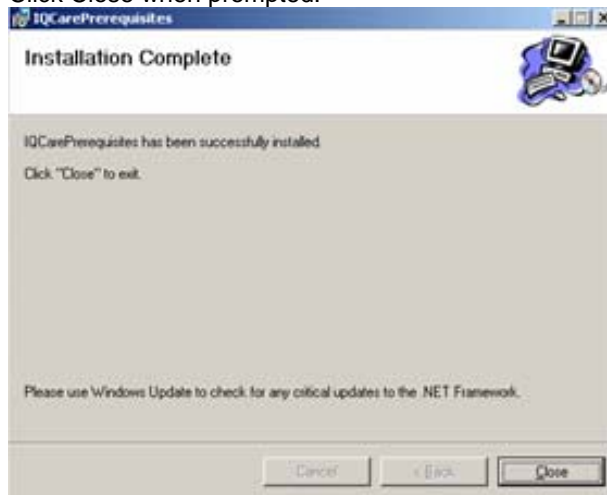 Click Close when prompted.
IQCarePrerequisites
Installation Complete
IQCarePrerequisites has been successfully installed.
Click "Close" to exit.
Please use Windows Update to check for any critical updates to the .NET Framework.
Cancel < Back Close